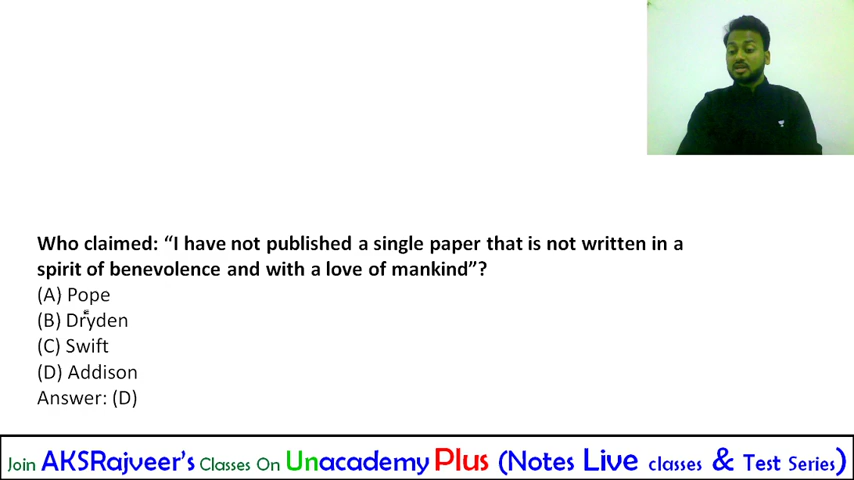 Who claimed: “I have not published a single paper that is not written in a
spirit of benevolence and with a love of mankind”?
(A) Pope
(B) Dryden
(C) Swift
(D) Addison
Answer: (D)
Join AKSRajveer's Classes On Unacademy Plus (Notes Live classes & Test Series)